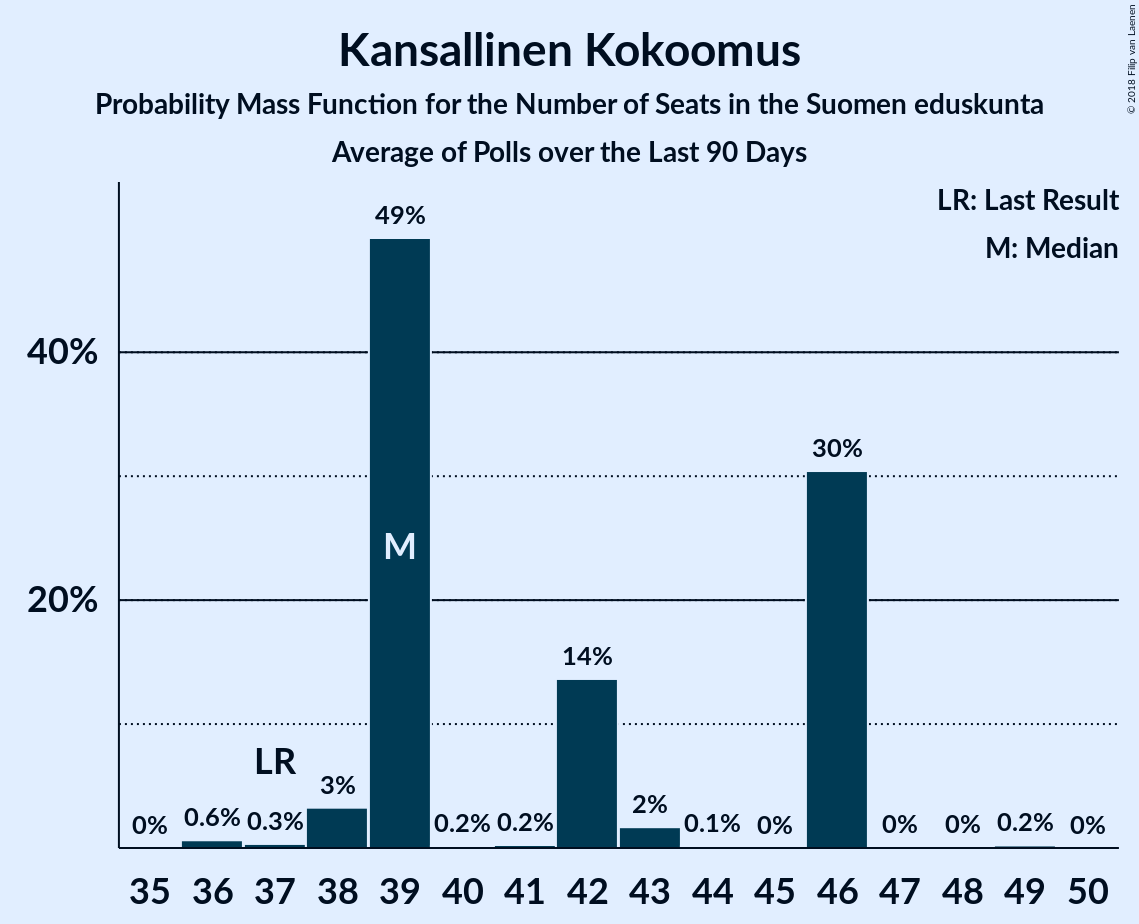 Kansallinen Kokoomus
Probability Mass Function for the Number of Seats in the Suomen eduskunta
Average of Polls over the Last 90 Days
© 2018 Filip van Laenen
LR: Last Result
M: Median
40%
20%
0% 0.6% 0.3% 3% 49% 0.2% 0.2% 14% 2% 0.1% 0% 30% 0% 0% 0.2% 0%
LR
M
35 36 37 38 39 40 41 42 43 44 45 46 47 48 49 50